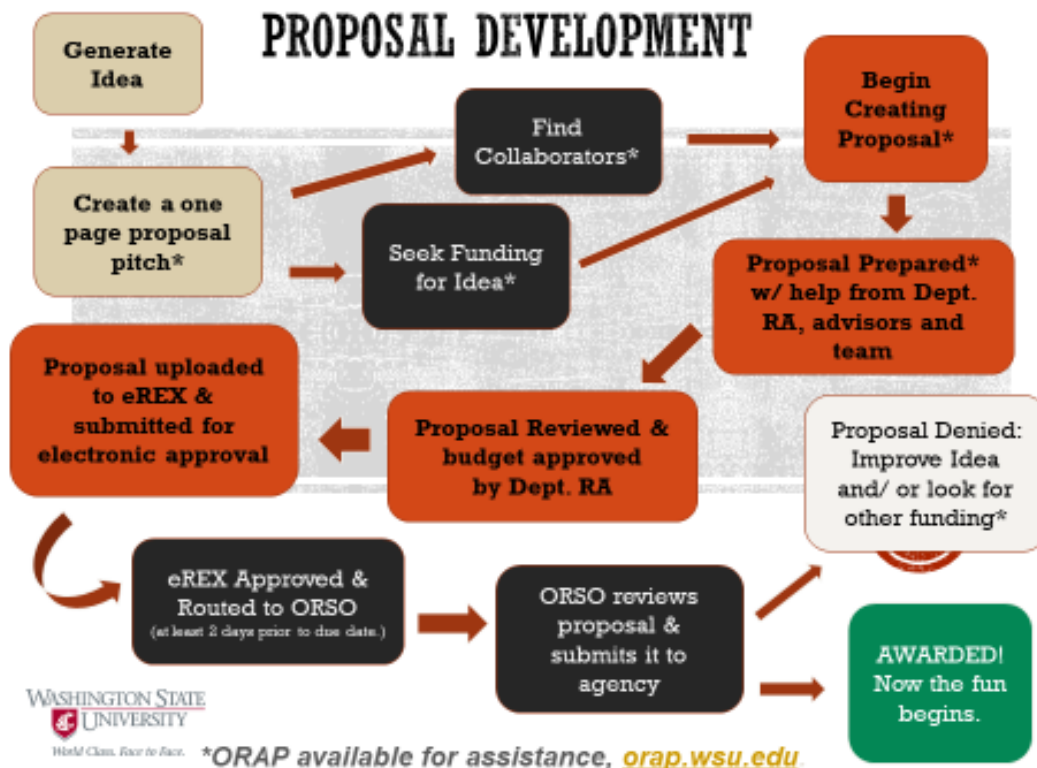 PROPOSAL DEVELOPMENT
Generate
Idea
Create a one
page proposal
pitch*
Find
Collaborators*
Seek Funding
for Idea*
Begin
Creating
Proposal*
Proposal Prepared*
w/ help from Dept.
RA, advisors and
team
Proposal Reviewed &
budget approved
by Dept. RA
Proposal uploaded
to eREX &
submitted for
electronic approval
eREX Approved &
Routed to ORSO
(at least 2 days prior to due date.)
ORSO reviews
proposal &
submits it to
agency
Proposal Denied:
Improve Idea
and/ or look for
other funding*
AWARDED!
Now the fun
begins.
WASHINGTON STATE
UNIVERSITY
World Class. Face to Face.
*ORAP available for assistance, orap.wsu.edu